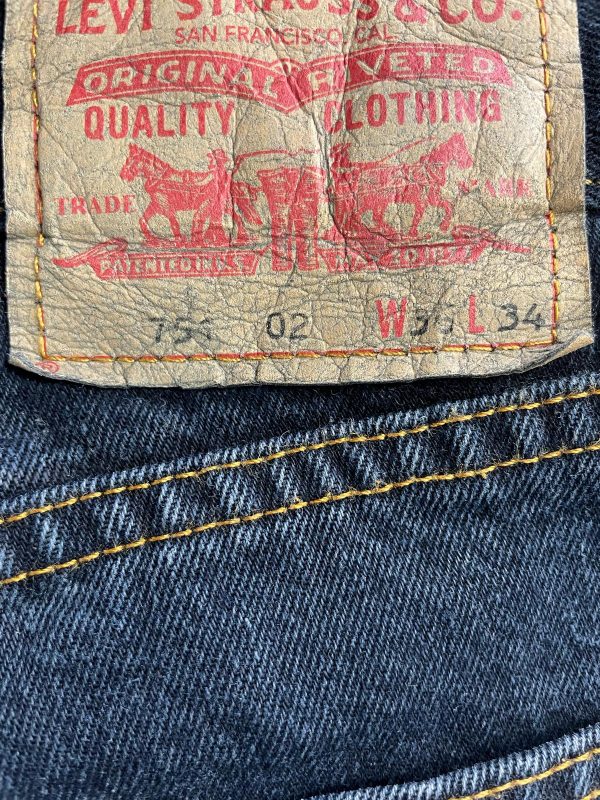 LEVI STRAUSS & CO.
SAN FRANCISCO, CAL
ORIGINAL RIVETED
QUALITY CLOTHING
TRADE MARK
02 W L 34
®